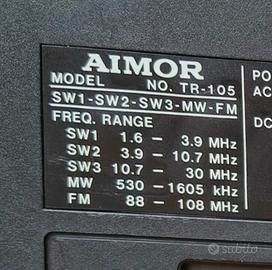 AIMOR
MODEL NO. TR-105
SW1-SW2-SW3-MW-FM
FREQ. RANGE
SW1 1.6 – 3.9 MHz
SW2 3.9 – 10.7 MHz
SW3 10.7 – 30 MHz
MW 530 –1605 kHz
FM 88 – 108 MHz
PO
AC
DC
subito